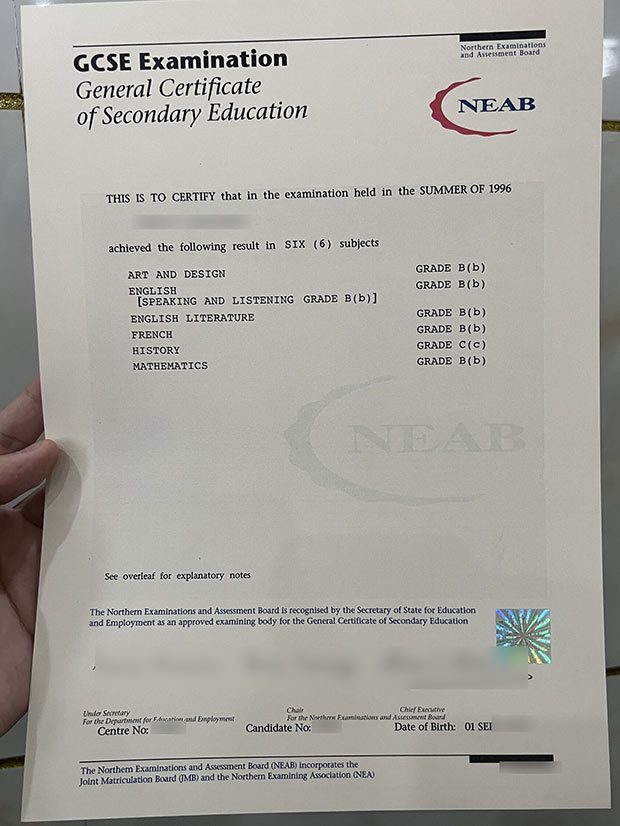 Northern Examinations
and Assessment Board
GCSE Examination
General Certificate
of Secondary Education
NEAB
THIS IS TO CERTIFY that in the examination held in the SUMMER OF 1996
achieved the following result in SIX (6) subjects
ART AND DESIGN GRADE B(b)
ENGLISH GRADE B(b)
[SPEAKING AND LISTENING GRADE B(b)]
ENGLISH LITERATURE GRADE B(b)
FRENCH GRADE B(b)
HISTORY GRADE C(c)
MATHEMATICS GRADE B(b)
NEAB
See overleaf for explanatory notes
The Northern Examinations and Assessment Board is recognised by the Secretary of State for Education
and Employment as an approved examining body for the General Certificate of Secondary Education
Under Secretary Chair Chief Executive
For the Department for Education and Employment For the Northern Examinations and Assessment Board
Centre No: Candidate No: Date of Birth: 01
The Northern Examinations and Assessment Board (NEAB) incorporates the
Joint Matriculation Board (JMB) and the Northern Examining Association (NEA)